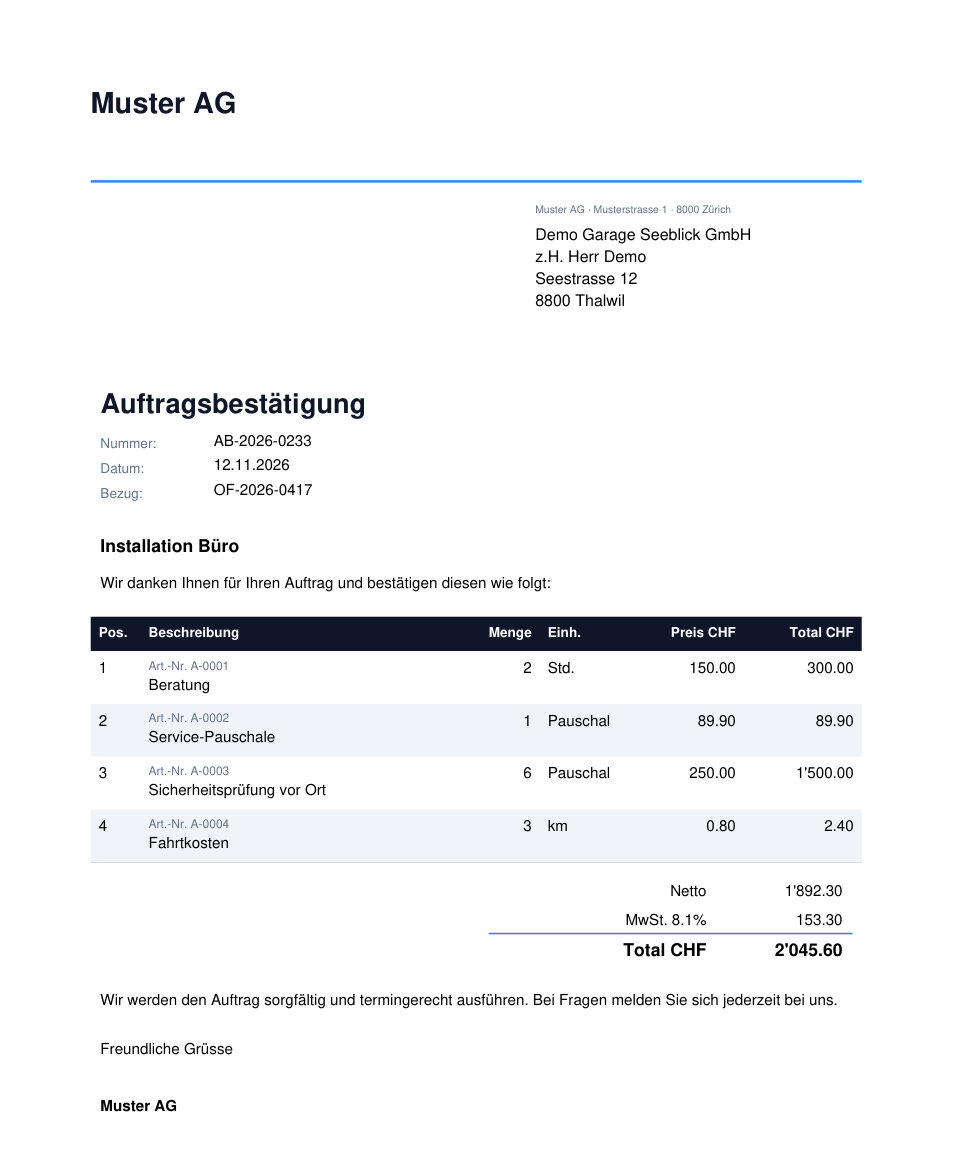 Muster AG
Muster AG · Musterstrasse 1 · 8000 Zürich
Demo Garage Seeblick GmbH
z.H. Herr Demo
Seestrasse 12
8800 Thalwil
Auftragsbestätigung
Nummer: AB-2026-0233
Datum: 12.11.2026
Bezug: OF-2026-0417
Installation Büro
Wir danken Ihnen für Ihren Auftrag und bestätigen diesen wie folgt:
Pos. Beschreibung Menge Einh. Preis CHF Total CHF
1 Art.-Nr. A-0001 2 Std. 150.00 300.00
Beratung
2 Art.-Nr. A-0002 1 Pauschal 89.90 89.90
Service-Pauschale
3 Art.-Nr. A-0003 6 Pauschal 250.00 1'500.00
Sicherheitsprüfung vor Ort
4 Art.-Nr. A-0004 3 km 0.80 2.40
Fahrtkosten
Netto 1'892.30
MwSt. 8.1% 153.30
Total CHF 2'045.60
Wir werden den Auftrag sorgfältig und termingerecht ausführen. Bei Fragen melden Sie sich jederzeit bei uns.
Freundliche Grüsse
Muster AG